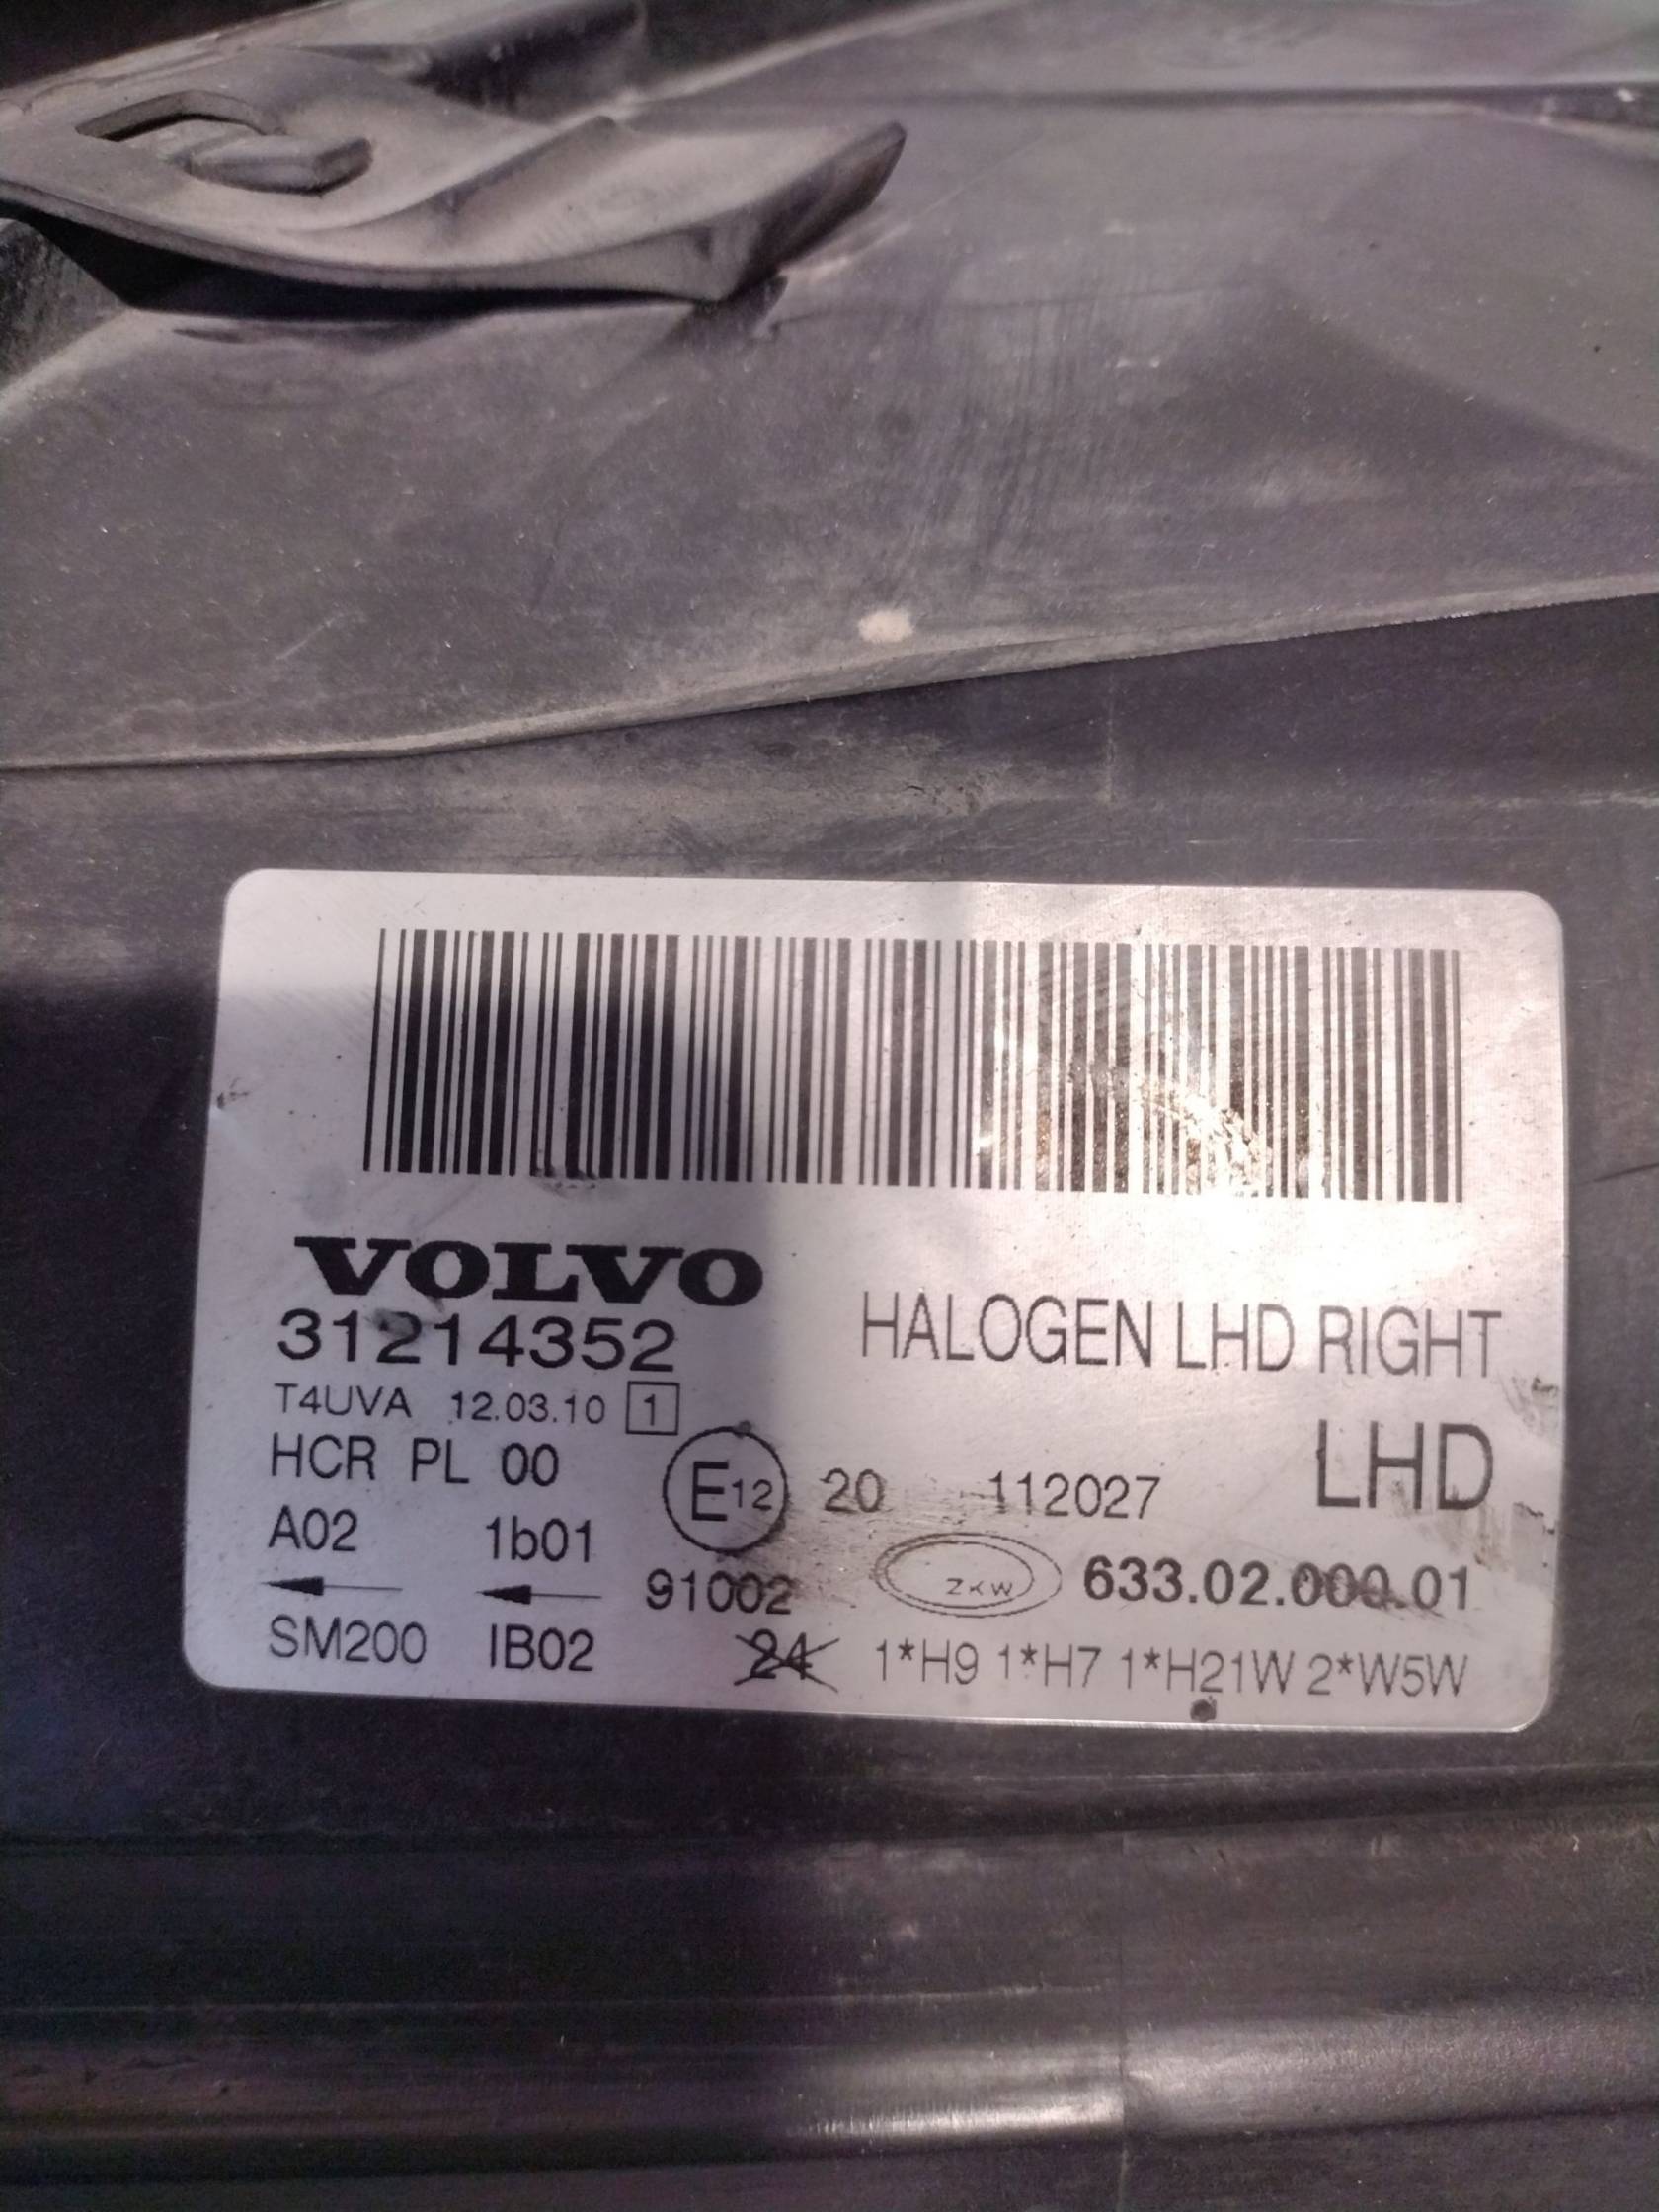 VOLVO
31214352 HALOGEN LHD RIGHT
T4UVA 12.03.10 1
HCR PL 00 E12 20 112027 LHD
A02 1b01 91002 ZKW 633.02.000.01
SM200 IB02 24 1*H9 1*H7 1*H21W 2*W5W